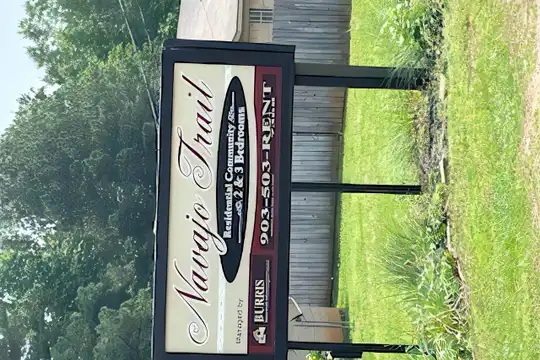 Navajo Trail
Residential Community
2 & 3 Bedrooms
Managed by
BURRIS
903-503-RENT